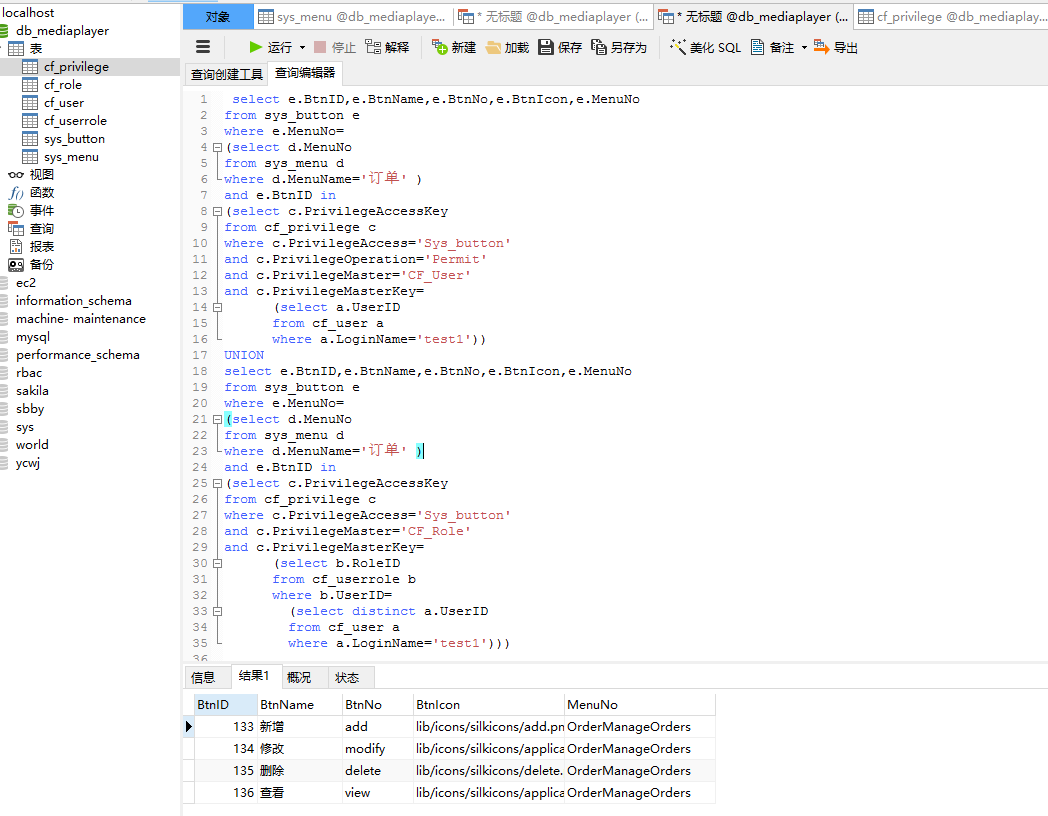 localhost
db_mediaplayer
表
cf_privilege
cf_role
cf_user
cf_userrole
sys_button
sys_menu
视图
函数
事件
查询
报表
备份
ec2
information_schema
machine- maintenance
mysql
performance_schema
rbac
sakila
sbby
sys
world
ycwj
对象 sys_menu @db_mediaplaye... * 无标题 @db_mediaplayer (... * 无标题 @db_mediaplayer (... cf_privilege @db_mediaplay...
运行 停止 解释 新建 加载 保存 另存为 美化 SQL 备注 导出
查询创建工具 查询编辑器
1 select e.BtnID,e.BtnName,e.BtnNo,e.BtnIcon,e.MenuNo
2 from sys_button e
3 where e.MenuNo=
4 (select d.MenuNo
5 from sys_menu d
6 where d.MenuName='订单' )
7 and e.BtnID in
8 (select c.PrivilegeAccessKey
9 from cf_privilege c
10 where c.PrivilegeAccess='Sys_button'
11 and c.PrivilegeOperation='Permit'
12 and c.PrivilegeMaster='CF_User'
13 and c.PrivilegeMasterKey=
14 (select a.UserID
15 from cf_user a
16 where a.LoginName='test1'))
17 UNION
18 select e.BtnID,e.BtnName,e.BtnNo,e.BtnIcon,e.MenuNo
19 from sys_button e
20 where e.MenuNo=
21 (select d.MenuNo
22 from sys_menu d
23 where d.MenuName='订单' )
24 and e.BtnID in
25 (select c.PrivilegeAccessKey
26 from cf_privilege c
27 where c.PrivilegeAccess='Sys_button'
28 and c.PrivilegeMaster='CF_Role'
29 and c.PrivilegeMasterKey=
30 (select b.RoleID
31 from cf_userrole b
32 where b.UserID=
33 (select distinct a.UserID
34 from cf_user a
35 where a.LoginName='test1')))
36
信息 结果1 概况 状态
BtnID BtnName BtnNo BtnIcon MenuNo
133 新增 add lib/icons/silkicons/add.pn OrderManageOrders
134 修改 modify lib/icons/silkicons/applica OrderManageOrders
135 删除 delete lib/icons/silkicons/delete. OrderManageOrders
136 查看 view lib/icons/silkicons/applica OrderManageOrders